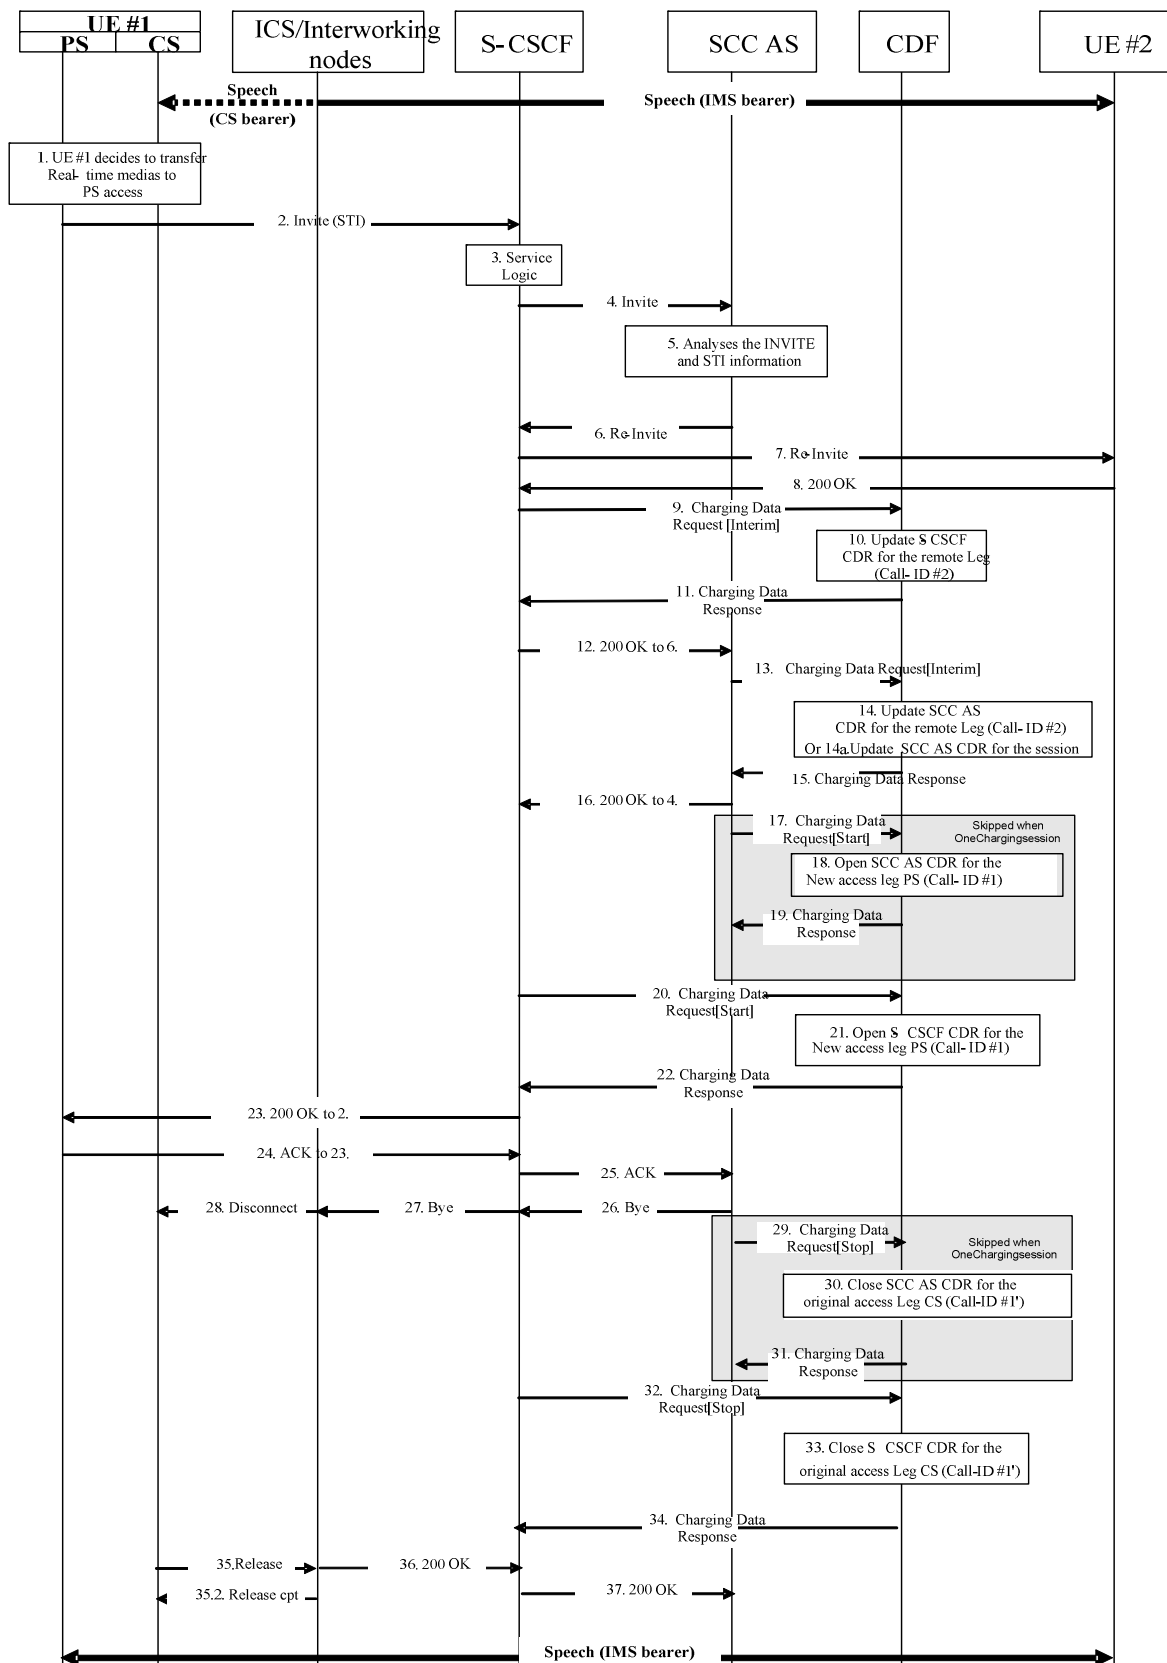 UE #1
PS
CS
ICS/Interworking
nodes
S-CSCF
SCC AS
CDF
UE #2
Speech
(CS bearer)
Speech (IMS bearer)
1. UE #1 decides to transfer
Real- time medias to
PS access
2. Invite (STI)
3. Service
Logic
4. Invite
5. Analyses the INVITE
and STI information
6. Re-Invite
7. Re-Invite
8. 200 OK
9. Charging Data
Request [Interim]
10. Update S CSCF
CDR for the remote Leg
(Call- ID #2)
11. Charging Data
Response
12. 200 OK to 6.
13. Charging Data Request[Interim]
14. Update SCC AS
CDR for the remote Leg (Call- ID #2)
Or 14a.Update SCC AS CDR for the session
15. Charging Data Response
16. 200 OK to 4.
17. Charging Data
Request[Start]
Skipped when
OneChargingsession
18. Open SCC AS CDR for the
New access leg PS (Call- ID #1)
19. Charging Data
Response
20. Charging Data
Request[Start]
21. Open S CSCF CDR for the
New access leg PS (Call- ID #1)
22. Charging Data
Response
23. 200 OK to 2.
24. ACK to 23.
25. ACK
28. Disconnect
27. Bye
26. Bye
29. Charging Data
Request[Stop]
Skipped when
OneChargingsession
30. Close SCC AS CDR for the
original access Leg CS (Call-ID #1')
31. Charging Data
Response
32. Charging Data
Request[Stop]
33. Close S CSCF CDR for the
original access Leg CS (Call-ID #1')
34. Charging Data
Response
35.Release
36. 200 OK
35.2. Release cpt
37. 200 OK
Speech (IMS bearer)